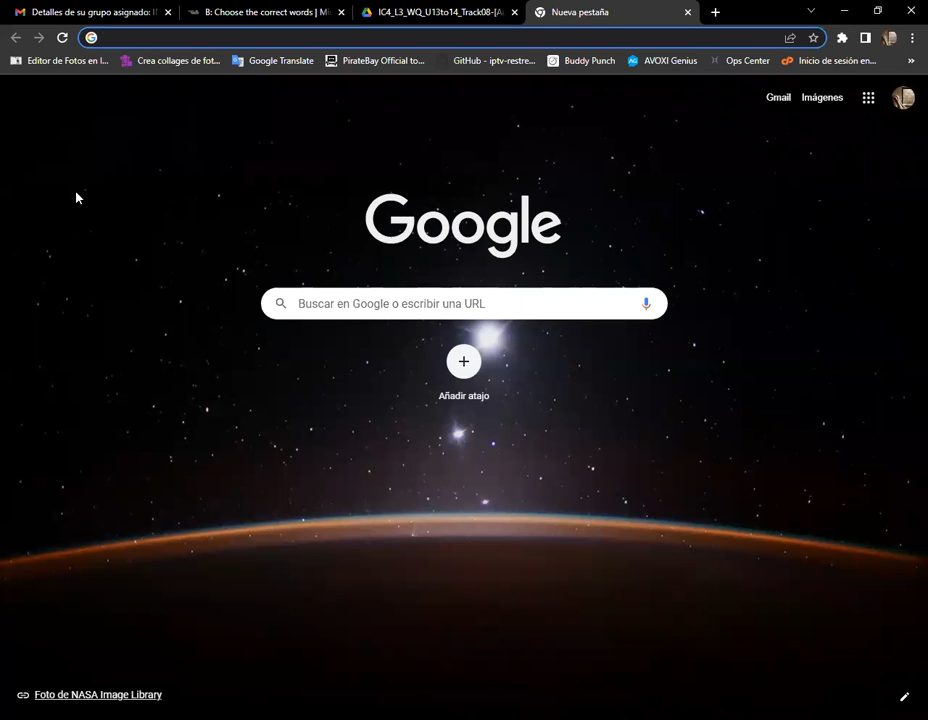 Detalles de su grupo asignado: I
B: Choose the correct words | Mi
IC4_L3_WQ_U13to14_Track08-[A
Nueva pestaña
Editor de Fotos en l...
Crea collages de fot...
Google Translate
PirateBay Official to...
GitHub - iptv-restre...
Buddy Punch
AVOXI Genius
Ops Center
Inicio de sesión en...
»
Gmail
Imágenes
Google
Buscar en Google o escribir una URL
Añadir atajo
Foto de NASA Image Library